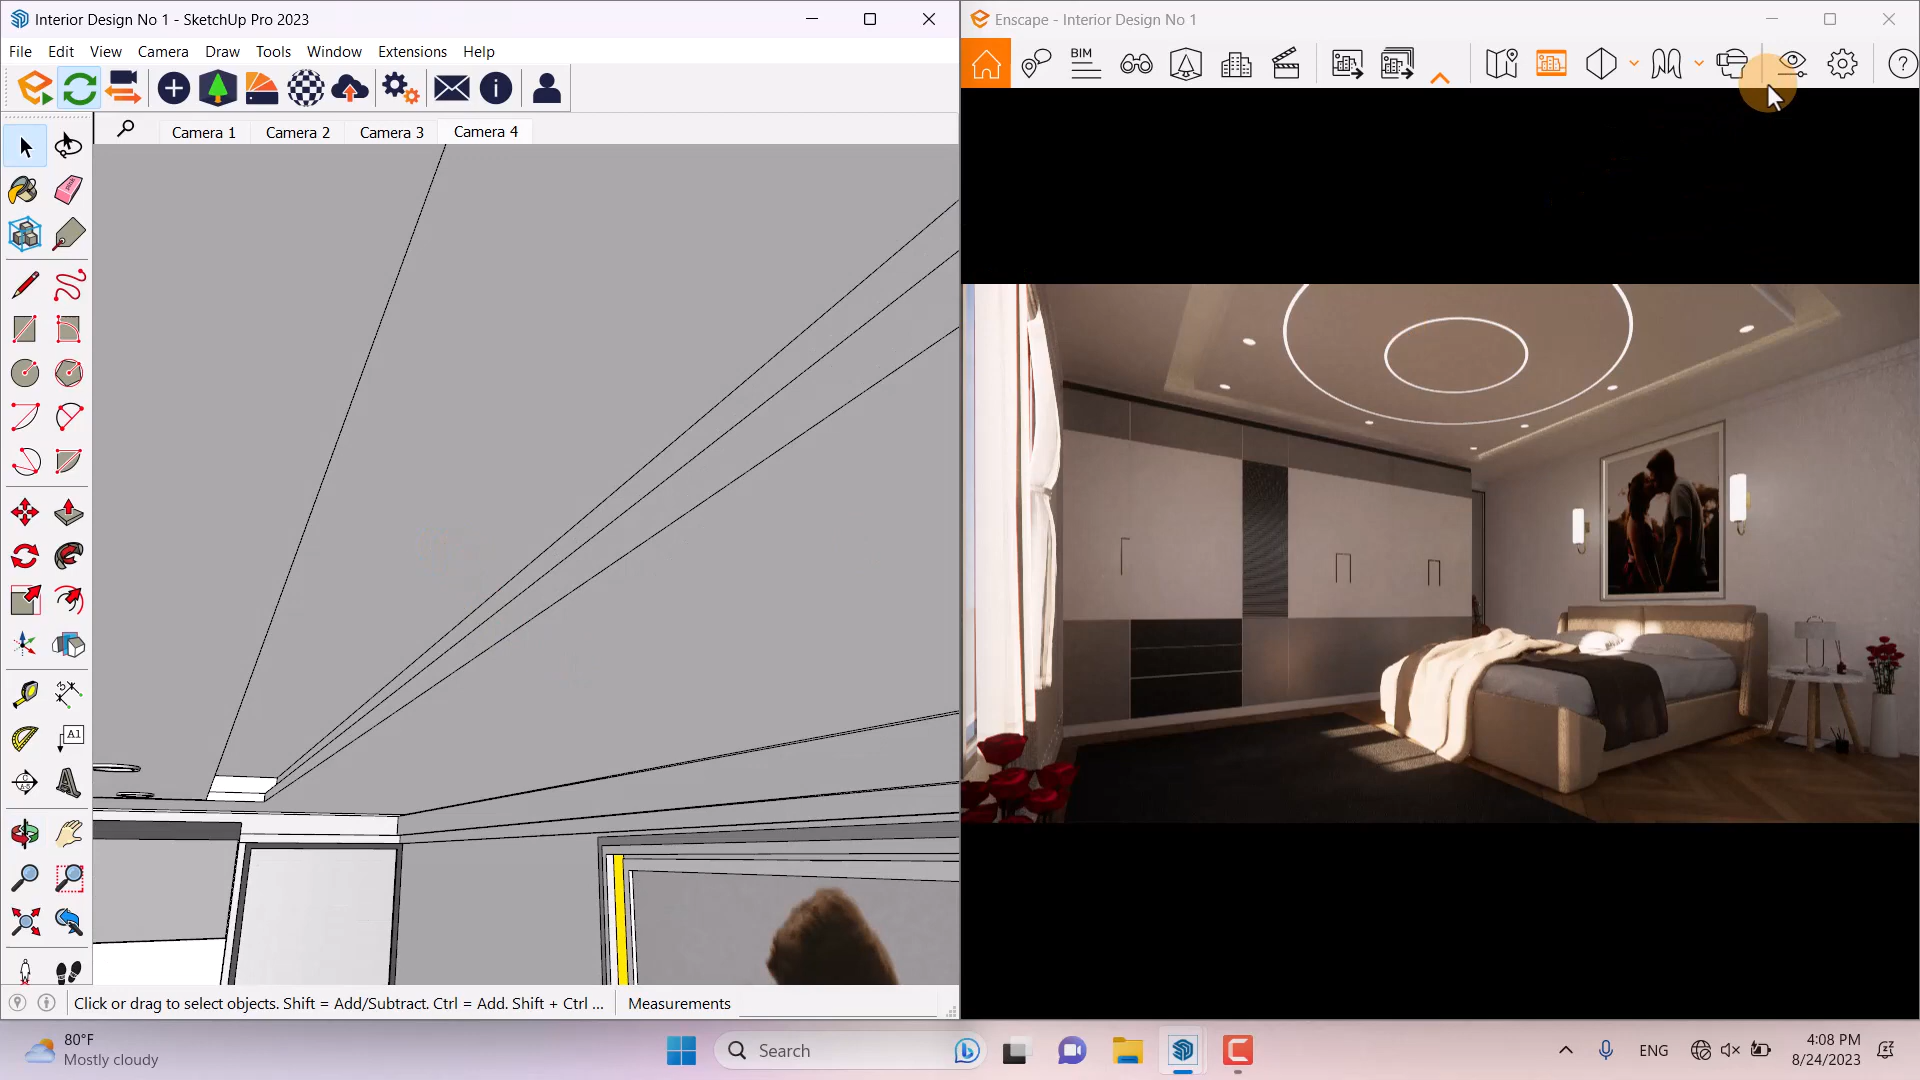 Interior Design No 1 - SketchUp Pro 2023
File Edit View Camera Draw Tools Window Extensions Help
Camera 1 Camera 2 Camera 3 Camera 4
A1
Click or drag to select objects. Shift = Add/Subtract. Ctrl = Add. Shift + Ctrl ... Measurements
Enscape - Interior Design No 1
BIM
80°F
Mostly cloudy
Search
ENG
4:08 PM
8/24/2023